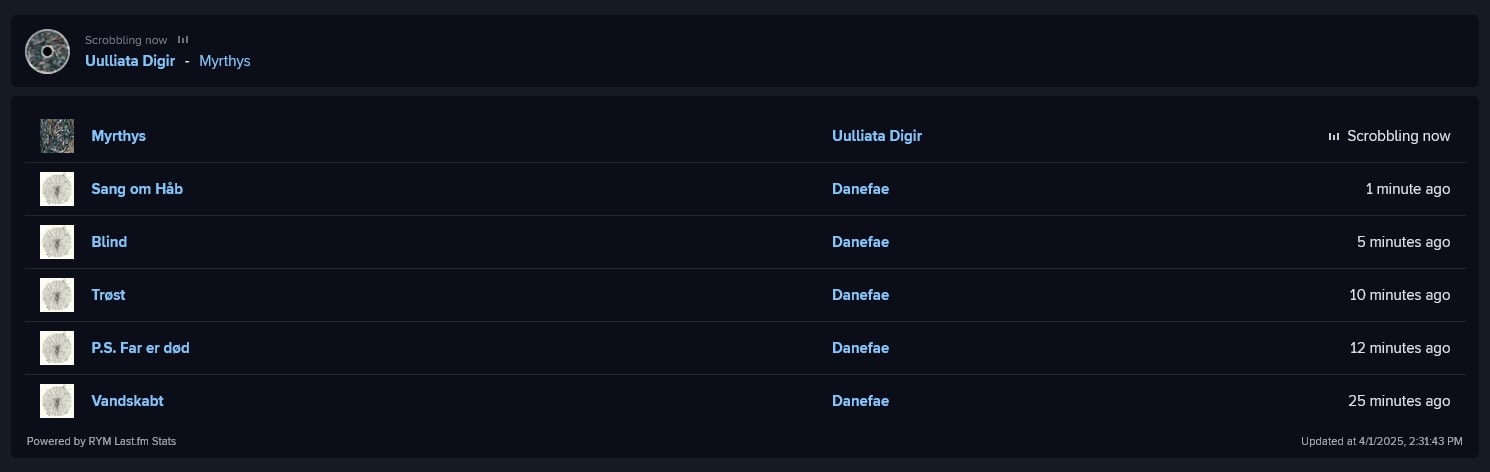 Scrobbling now
Uulliata Digir - Myrthys
Myrthys Uulliata Digir Scrobbling now
Sang om Håb Danefae 1 minute ago
Blind Danefae 5 minutes ago
Trøst Danefae 10 minutes ago
P.S. Far er død Danefae 12 minutes ago
Vandskabt Danefae 25 minutes ago
Powered by RYM Last.fm Stats Updated at 4/1/2025, 2:31:43 PM